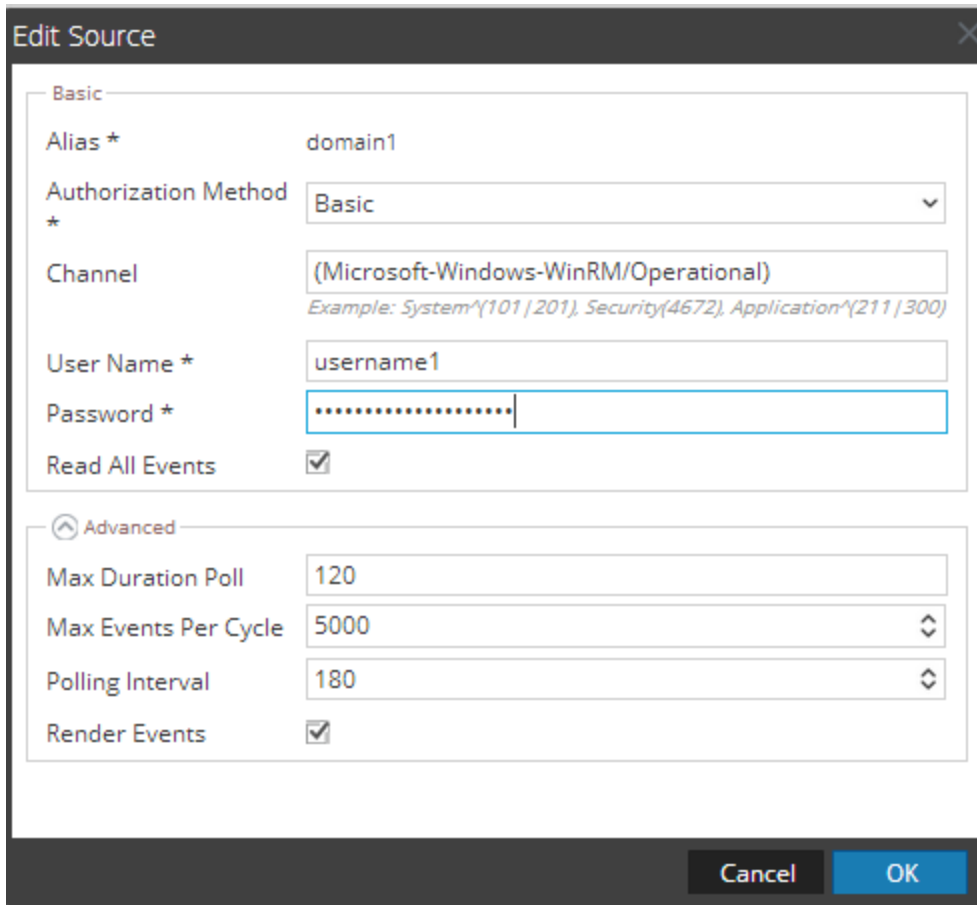 Edit Source
Basic
Alias * domain1
Authorization Method
* Basic
Channel (Microsoft-Windows-WinRM/Operational)
Example: System^(101|201), Security(4672), Application^(211|300)
User Name * username1
Password * ••••••••••••••••••••
Read All Events
Advanced
Max Duration Poll 120
Max Events Per Cycle 5000
Polling Interval 180
Render Events
Cancel OK